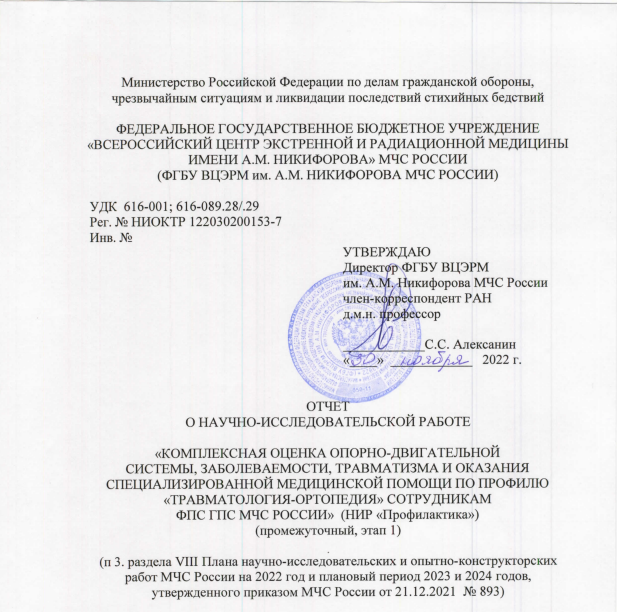 Министерство Российской Федерации по делам гражданской обороны,
чрезвычайным ситуациям и ликвидации последствий стихийных бедствий
ФЕДЕРАЛЬНОЕ ГОСУДАРСТВЕННОЕ БЮДЖЕТНОЕ УЧРЕЖДЕНИЕ
«ВСЕРОССИЙСКИЙ ЦЕНТР ЭКСТРЕННОЙ И РАДИАЦИОННОЙ МЕДИЦИНЫ
ИМЕНИ А.М. НИКИФОРОВА» МЧС РОССИИ
(ФГБУ ВЦЭРМ им. А.М. НИКИФОРОВА МЧС РОССИИ)
УДК 616-001; 616-089.28/.29
Рег. № НИОКТР 122030200153-7
Инв. №
УТВЕРЖДАЮ
Директор ФГБУ ВЦЭРМ
им. А.М. Никифорова МЧС России
член-корреспондент РАН
д.м.н. профессор
С.С. Алексанин
«30» ноября 2022 г.
ОТЧЕТ
О НАУЧНО-ИССЛЕДОВАТЕЛЬСКОЙ РАБОТЕ
«КОМПЛЕКСНАЯ ОЦЕНКА ОПОРНО-ДВИГАТЕЛЬНОЙ
СИСТЕМЫ, ЗАБОЛЕВАЕМОСТИ, ТРАВМАТИЗМА И ОКАЗАНИЯ
СПЕЦИАЛИЗИРОВАННОЙ МЕДИЦИНСКОЙ ПОМОЩИ ПО ПРОФИЛЮ
«ТРАВМАТОЛОГИЯ-ОРТОПЕДИЯ» СОТРУДНИКАМ
ФПС ГПС МЧС РОССИИ» (НИР «Профилактика»)
(промежуточный, этап 1)
(п 3. раздела VIII Плана научно-исследовательских и опытно-конструкторских
работ МЧС России на 2022 год и плановый период 2023 и 2024 годов,
утвержденного приказом МЧС России от 21.12.2021 № 893)